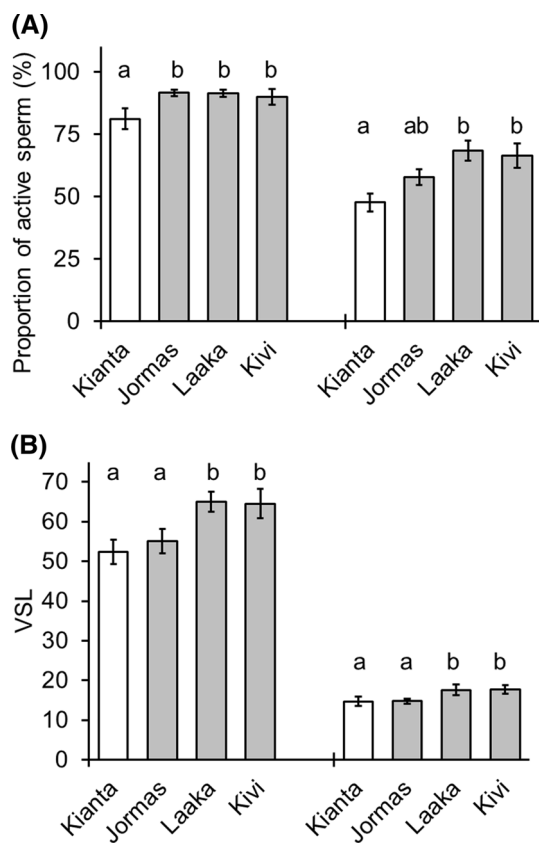 (A)
Proportion of active sperm (%)
100
75
50
25
0
a b b b
a ab b b
Kianta Jormas Laaka Kivi
Kianta Jormas Laaka Kivi
(B)
VSL
70
60
50
40
30
20
10
0
a a b b
a a b b
Kianta Jormas Laaka Kivi
Kianta Jormas Laaka Kivi